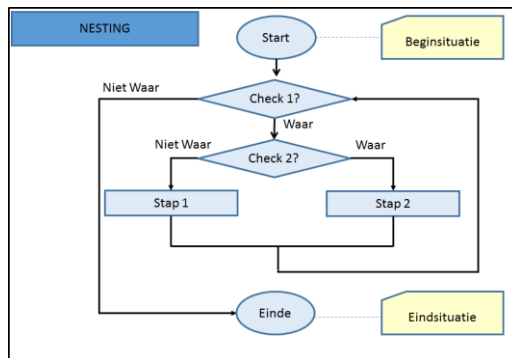 NESTING
Start
Beginsituatie
Niet Waar
Check 1?
Waar
Niet Waar
Check 2?
Waar
Stap 1
Stap 2
Einde
Eindsituatie